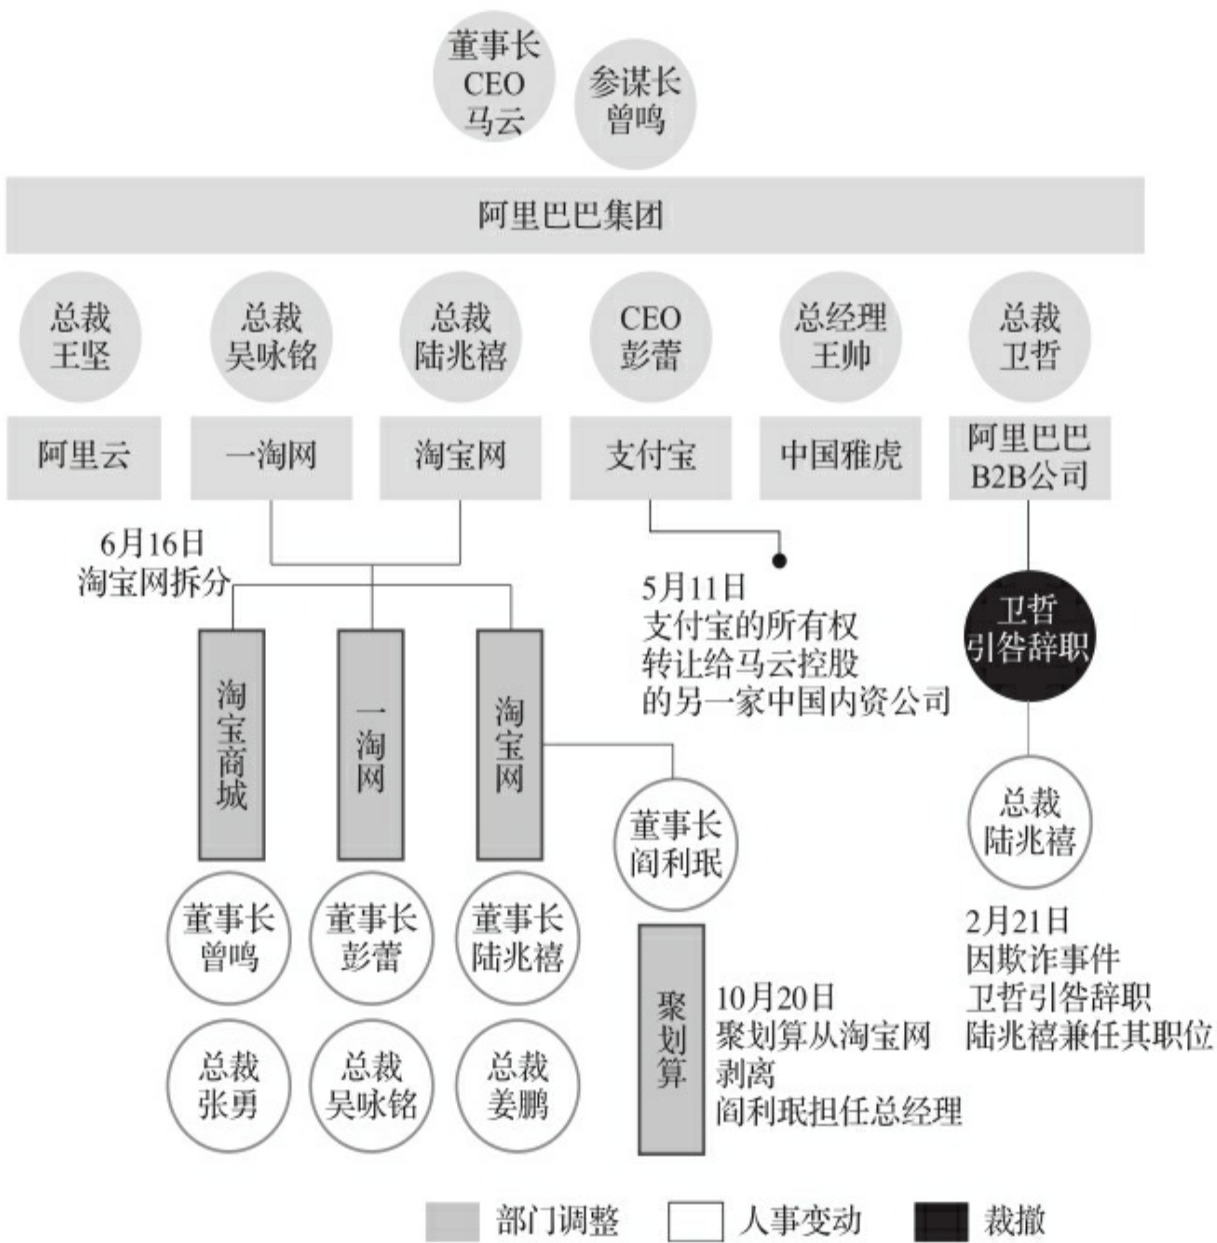 董事长
CEO
马云
参谋长
曾鸣
阿里巴巴集团
总裁
王坚
总裁
吴咏铭
总裁
陆兆禧
CEO
彭蕾
总经理
王帅
总裁
卫哲
阿里云
一淘网
淘宝网
支付宝
中国雅虎
阿里巴巴
B2B公司
6月16日
淘宝网拆分
5月11日
支付宝的所有权
转让给马云控股
的另一家中国内资公司
卫哲
引咎辞职
淘宝商城
一淘网
淘宝网
董事长
阎利珉
总裁
陆兆禧
董事长
曾鸣
董事长
彭蕾
董事长
陆兆禧
2月21日
因欺诈事件
卫哲引咎辞职
陆兆禧兼任其职位
聚划算
10月20日
聚划算从淘宝网
剥离
阎利珉担任总经理
总裁
张勇
总裁
吴咏铭
总裁
姜鹏
部门调整
人事变动
裁撤